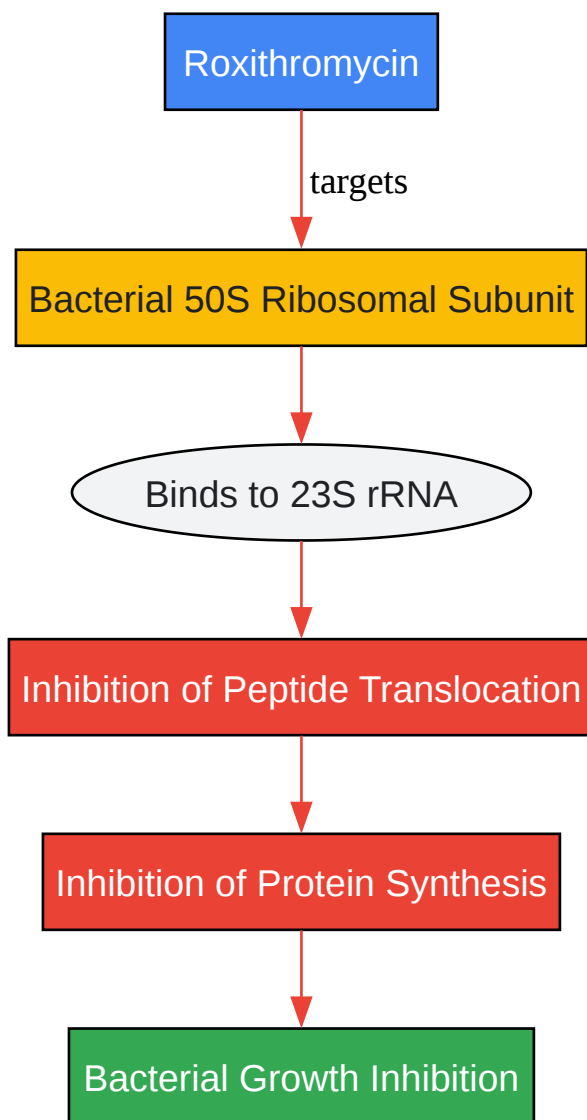 Roxithromycin
targets
Bacterial 50S Ribosomal Subunit
Binds to 23S rRNA
Inhibition of Peptide Translocation
Inhibition of Protein Synthesis
Bacterial Growth Inhibition